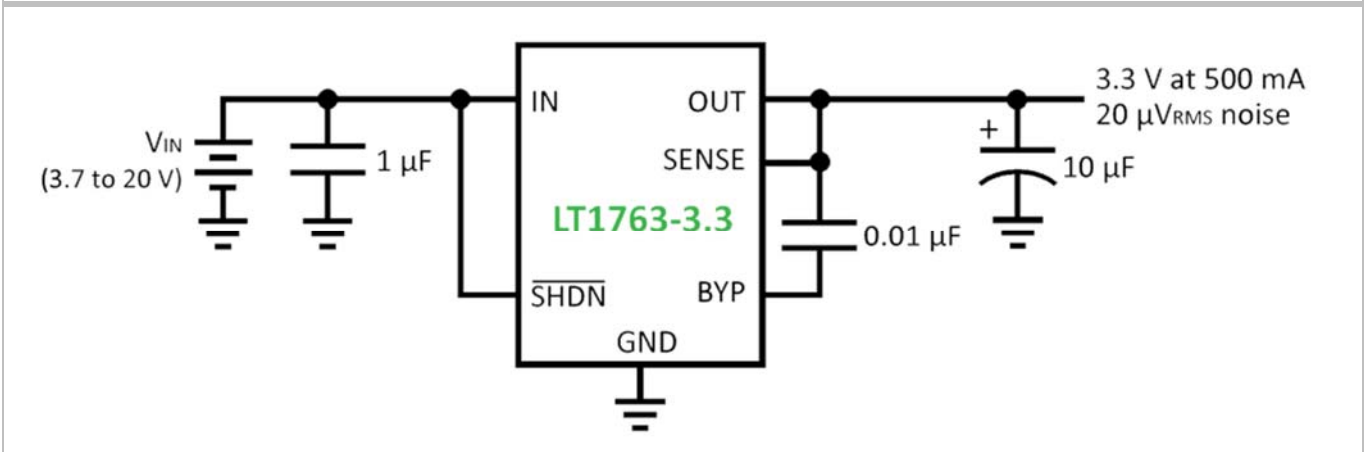 VIN
(3.7 to 20 V)
1 μF
IN
SHDN
OUT
SENSE
LT1763-3.3
BYP
GND
0.01 μF
+
10 μF
3.3 V at 500 mA
20 μVRMS noise